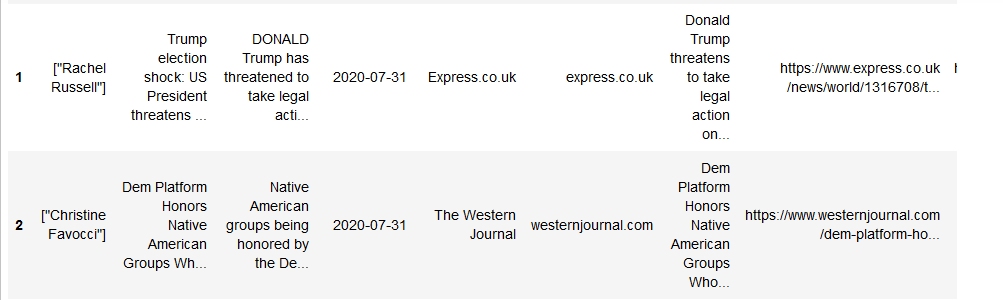 1
["Rachel
Russell"]
Trump
election
shock: US
President
threatens ...
DONALD
Trump has
threatened to
take legal
acti...
2020-07-31
Express.co.uk
express.co.uk
Donald
Trump
threatens
to take
legal
action
on...
https://www.express.co.uk
/news/world/1316708/t...
2
["Christine
Favocci"]
Dem Platform
Honors
Native
American
Groups Wh...
Native
American
groups being
honored by
the De...
2020-07-31
The Western
Journal
westernjournal.com
Dem
Platform
Honors
Native
American
Groups
Who...
https://www.westernjournal.com
/dem-platform-ho...